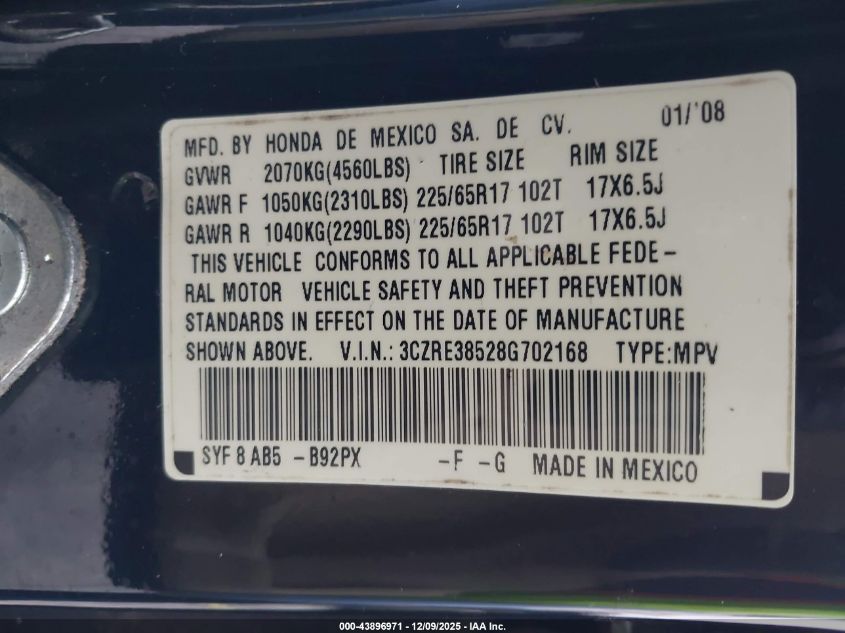 MFD. BY HONDA DE MEXICO SA. DE CV. 01/'08
GVWR 2070KG(4560LBS) TIRE SIZE RIM SIZE
GAWR F 1050KG(2310LBS) 225/65R17 102T 17X6.5J
GAWR R 1040KG(2290LBS) 225/65R17 102T 17X6.5J
THIS VEHICLE CONFORMS TO ALL APPLICABLE FEDE-
RAL MOTOR VEHICLE SAFETY AND THEFT PREVENTION
STANDARDS IN EFFECT ON THE DATE OF MANUFACTURE
SHOWN ABOVE. V.I.N.: 3CZRE38528G702168 TYPE:MPV
SYF 8 AB5 -B92PX -F -G MADE IN MEXICO
000-43896971 - 12/09/2025 - IAA Inc.